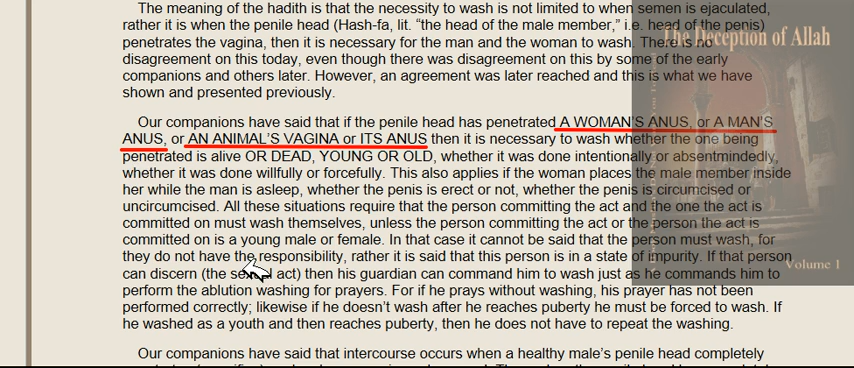 The meaning of the hadith is that the necessity to wash is not limited to when semen is ejaculated,
rather it is when the penile head (Hash-fa, lit. “the head of the male member,” i.e. head of the penis)
penetrates the vagina, then it is necessary for the man and the woman to wash. There is no
disagreement on this today, even though there was disagreement on this by some of the early
companions and others later. However, an agreement was later reached and this is what we have
shown and presented previously.
Our companions have said that if the penile head has penetrated A WOMAN'S ANUS, or A MAN'S
ANUS, or AN ANIMAL'S VAGINA or ITS ANUS then it is necessary to wash whether the one being
penetrated is alive OR DEAD, YOUNG OR OLD, whether it was done intentionally or absentmindedly,
whether it was done willfully or forcefully. This also applies if the woman places the male member inside
her while the man is asleep, whether the penis is erect or not, whether the penis is circumcised or
uncircumcised. All these situations require that the person committing the act and the one the act is
committed on must wash themselves, unless the person committing the act or the person the act is
committed on is a young male or female. In that case it cannot be said that the person must wash, for
they do not have the responsibility, rather it is said that this person is in a state of impurity. If that person
can discern (the act) then his guardian can command him to wash just as he commands him to
perform the ablution washing for prayers. For if he prays without washing, his prayer has not been
performed correctly; likewise if he doesn't wash after he reaches puberty he must be forced to wash. If
he washed as a youth and then reaches puberty, then he does not have to repeat the washing.
Our companions have said that intercourse occurs when a healthy male's penile head completely
The Deception of Allah
Volume 1